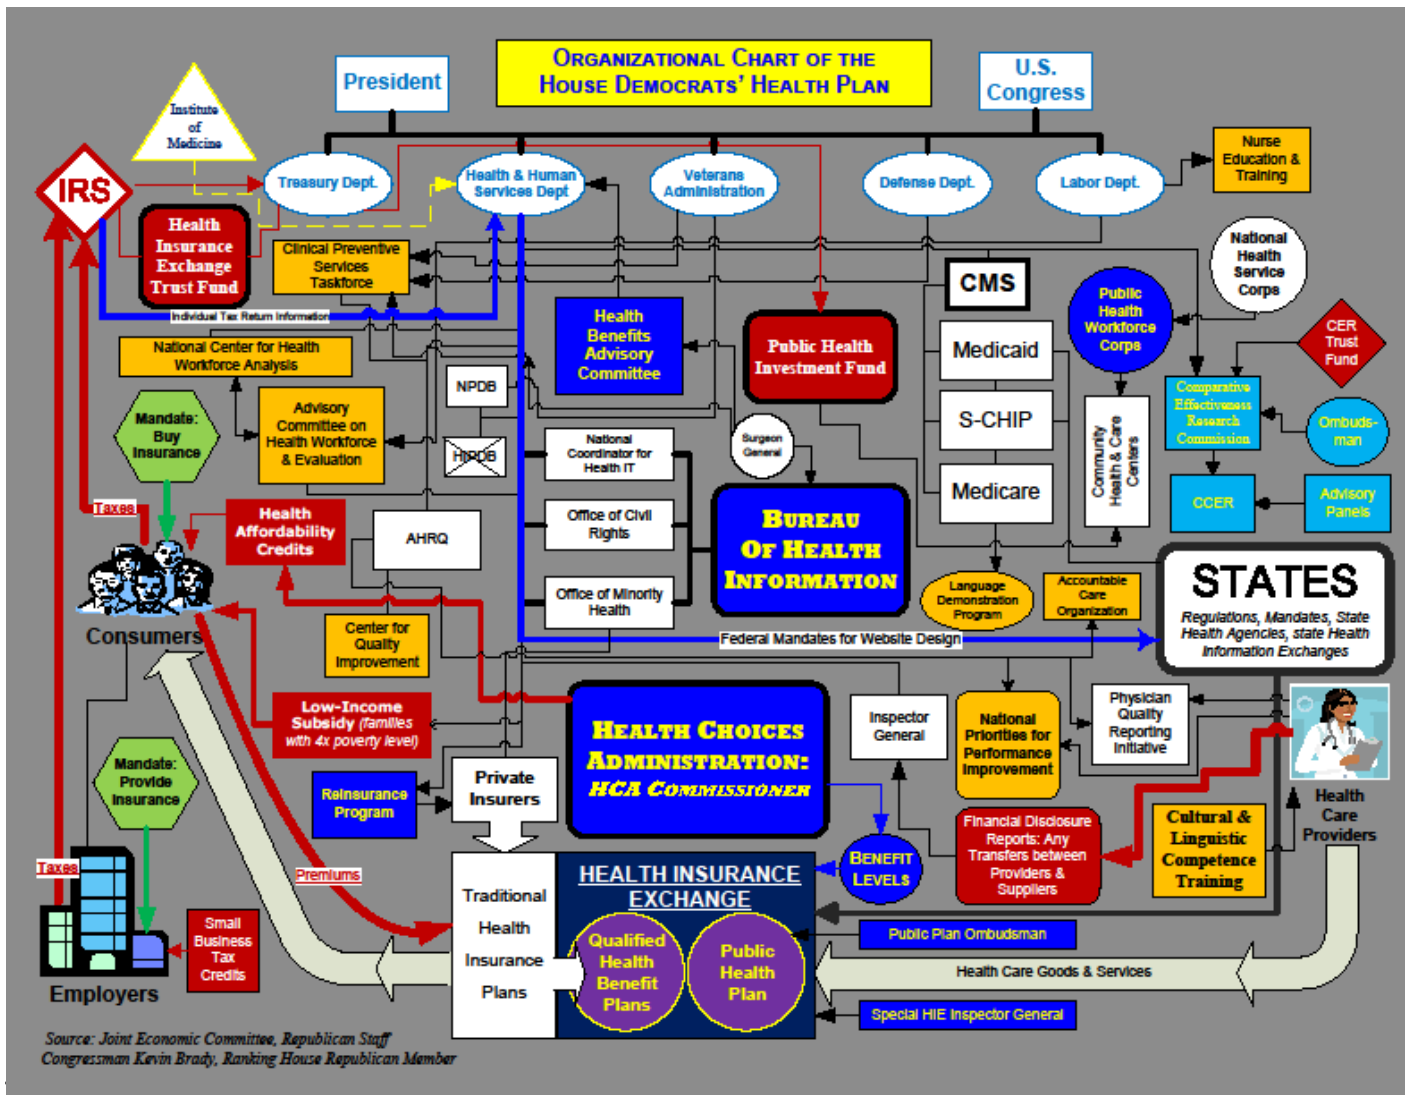 ORGANIZATIONAL CHART OF THE
HOUSE DEMOCRATS' HEALTH PLAN
President
U.S.
Congress
Institute
of
Medicine
IRS
Treasury Dept.
Health & Human
Services Dept
Veterans
Administration
Defense Dept.
Labor Dept.
Nurse
Education &
Training
Health
Insurance
Exchange
Trust Fund
Clinical Preventive
Services
Taskforce
National
Health
Service
Corps
CMS
Public
Health
Workforce
Corps
Individual Tax Return Information
Health
Benefits
Advisory
Committee
Public Health
Investment Fund
CER
Trust
Fund
National Center for Health
Workforce Analysis
Medicaid
NPDB
Comparative
Effectiveness
Research
Commission
Ombuds-
man
Mandate:
Buy
Insurance
Advisory
Committee on
Health Workforce
& Evaluation
HIPDB
National
Coordinator for
Health IT
Surgeon
General
S-CHIP
Community
Health & Care
Centers
Medicare
CCER
Advisory
Panels
Taxes
Health
Affordability
Credits
AHRQ
Office of Civil
Rights
BUREAU
OF HEALTH
INFORMATION
Office of Minority
Health
Language
Demonstration
Program
Accountable
Care
Organization
STATES
Regulations, Mandates, State
Health Agencies, state Health
Information Exchanges
Consumers
Center for
Quality
Improvement
Federal Mandates for Website Design
Low-Income
Subsidy (families
with 4x poverty level)
HEALTH CHOICES
ADMINISTRATION:
HCA COMMISSIONER
Inspector
General
National
Priorities for
Performance
Improvement
Physician
Quality
Reporting
Initiative
Mandate:
Provide
Insurance
Reinsurance
Program
Private
Insurers
Health
Care
Providers
Financial Disclosure
Reports: Any
Transfers between
Providers &
Suppliers
Cultural &
Linguistic
Competence
Training
Taxes
Premiums
Traditional
Health
Insurance
Plans
HEALTH INSURANCE
EXCHANGE
BENEFIT
LEVELS
Qualified
Health
Benefit
Plans
Public
Health
Plan
Public Plan Ombudsman
Health Care Goods & Services
Special HIE Inspector General
Small
Business
Tax
Credits
Employers
Source: Joint Economic Committee, Republican Staff
Congressman Kevin Brady, Ranking House Republican Member